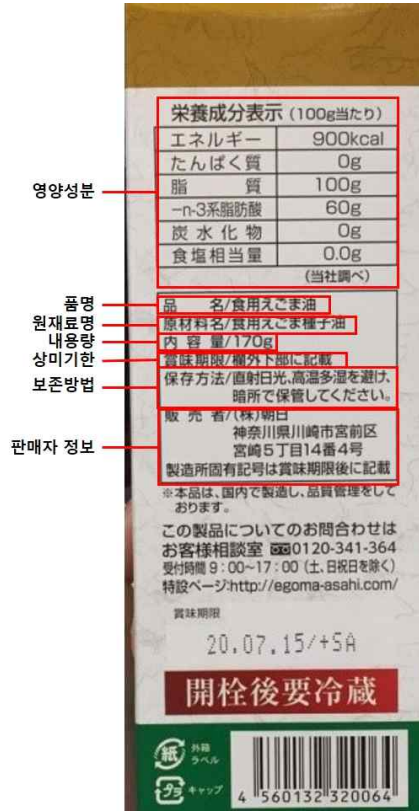 栄養成分表示 (100g当たり)
エネルギー 900kcal
たんぱく質 0g
脂 質 100g
−n-3系脂肪酸 60g
炭水化物 0g
食塩相当量 0.0g
(当社調べ)
영양성분
품명
品 名/食用えごま油
원재료명
原材料名/食用えごま種子油
내용량
内 容 量/170g
상미기한
賞味期限/欄外下部に記載
보존방법
保存方法/直射日光、高温多湿を避け、
暗所で保管してください。
판매자 정보
販 売 者/(株)朝日
神奈川県川崎市宮前区
宮崎5丁目14番4号
製造所固有記号は賞味期限後に記載
※本品は、国内で製造し、品質管理をして
おります。
この製品についてのお問合わせは
お客様相談室 0120-341-364
受付時間 9:00~17:00 (土、日祝日を除く)
特設ページ:http://egoma-asahi.com/
賞味期限
20.07.15/+SA
開栓後要冷蔵
紙 外箱
ラベル
プラ キャップ
4 560132 320064